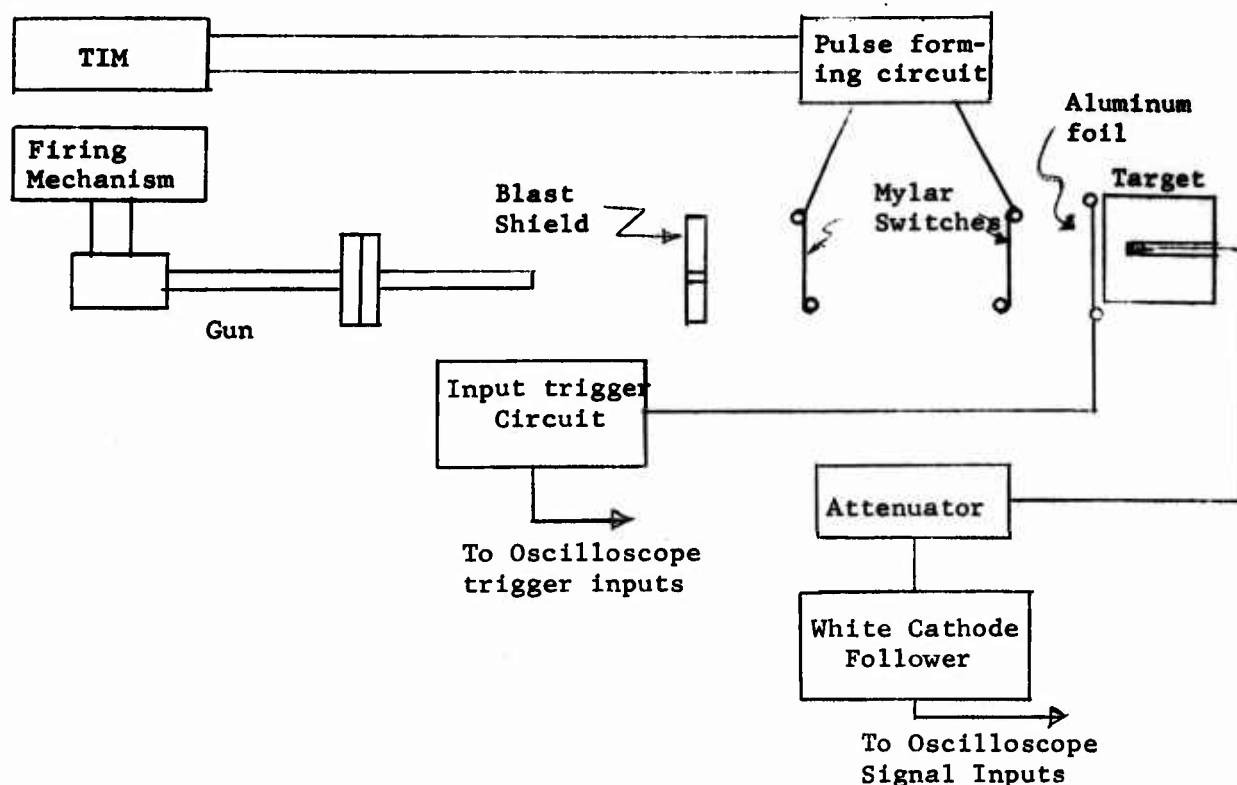 TIM
Pulse form-
ing circuit
Aluminum
foil
Firing
Mechanism
Target
Blast
Shield
Mylar
Switches
Gun
Input trigger
Circuit
Attenuator
To Oscilloscope
trigger inputs
White Cathode
Follower
To Oscilloscope
Signal Inputs